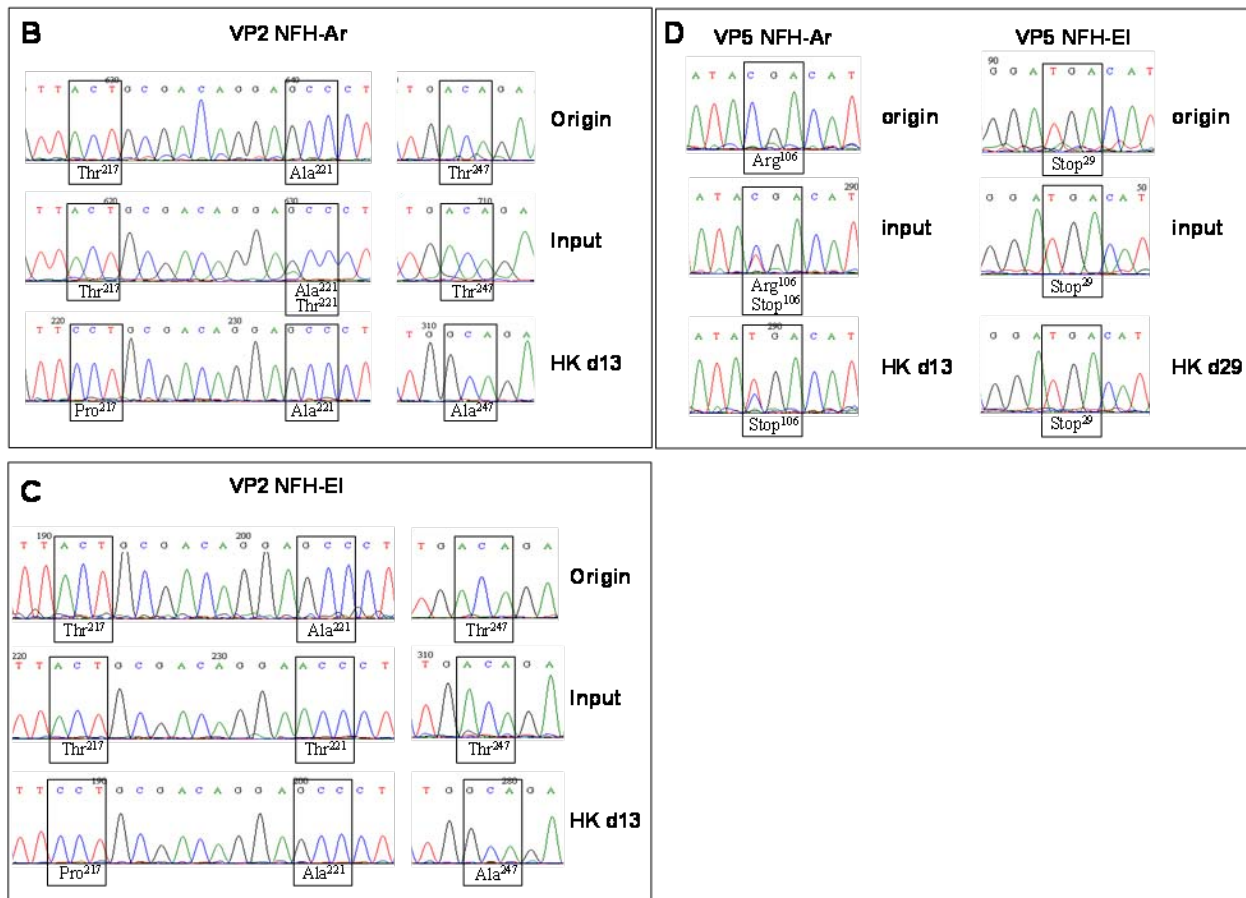 B
VP2 NFH-Ar
630 640
T T A C T G C G A C A G G A G C C C T
T G A C A G A
Origin
Thr²¹⁷ Ala²²¹ Thr²⁴⁷
620 630 710
T T A C T G C G A C A G G A G C C C T
T G A C A G A
Input
Thr²¹⁷ Ala²²¹ Thr²⁴⁷
Thr²²¹
220 230 310
T T C C T G C G A C A G G A G C C C T
T G G C A G A
HK d13
Pro²¹⁷ Ala²²¹ Ala²⁴⁷
D
VP5 NFH-Ar VP5 NFH-El
90
A T A C G A C A T
origin
G G A T G A C A T
origin
Arg¹⁰⁶ Stop²⁹
290 50
A T A C G A C A T
input
G G A T G A C A T
input
Arg¹⁰⁶ Stop²⁹
Stop¹⁰⁶
290
A T A T G A C A T
HK d13
G G A T G A C A T
HK d29
Stop¹⁰⁶ Stop²⁹
C
VP2 NFH-El
190 200
T T A C T G C G A C A G G A G C C C T
T G A C A G A
Origin
Thr²¹⁷ Ala²²¹ Thr²⁴⁷
220 230 310
T T A C T G C G A C A G G A A C C C T
T G A C A G A
Input
Thr²¹⁷ Thr²²¹ Thr²⁴⁷
190 200 280
T T C C T G C G A C A G G A G C C C T
T G G C A G A
HK d13
Pro²¹⁷ Ala²²¹ Ala²⁴⁷